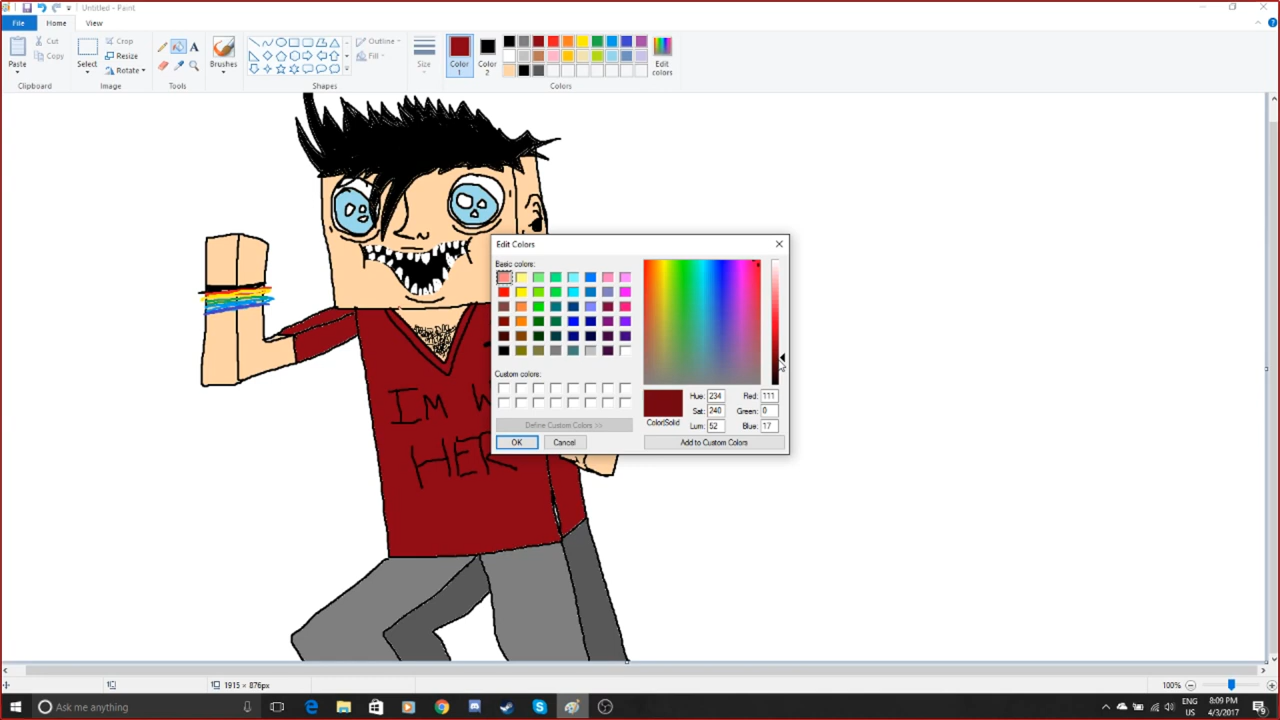 Untitled - Paint
File Home View
Paste
Cut
Copy
Clipboard
Select
Crop
Resize
Rotate
Image
A
Tools
Brushes
Outline
Fill
Shapes
Size
Color
1
Color
2
Edit
colors
Colors
IM W
HER
Edit Colors
Basic colors:
Custom colors:
Define Custom Colors >>
OK Cancel
Color|Solid
Hue: 234 Red: 111
Sat: 240 Green: 0
Lum: 52 Blue: 17
Add to Custom Colors
1915 × 876px
100%
Ask me anything
ENG
US
8:09 PM
4/3/2017